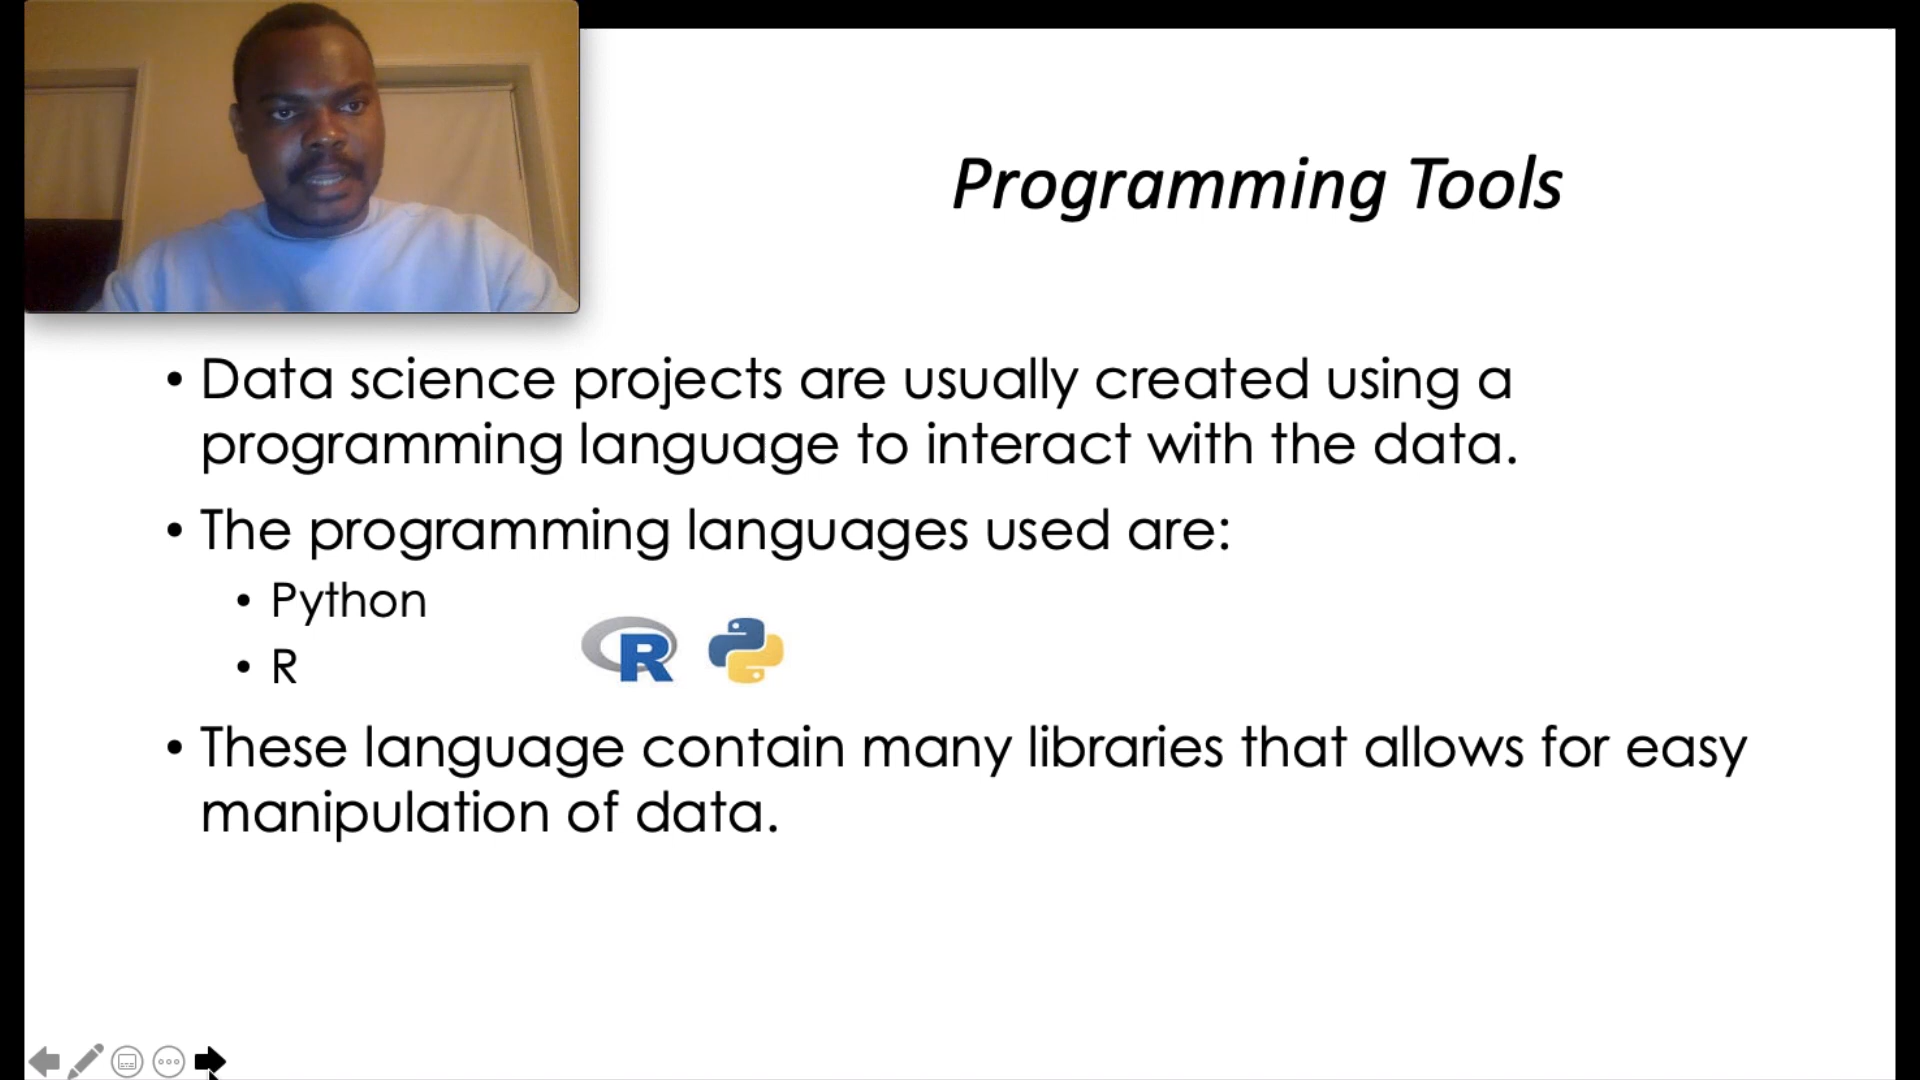 Programming Tools
• Data science projects are usually created using a
programming language to interact with the data.
• The programming languages used are:
• Python
• R
R
• These language contain many libraries that allows for easy
manipulation of data.